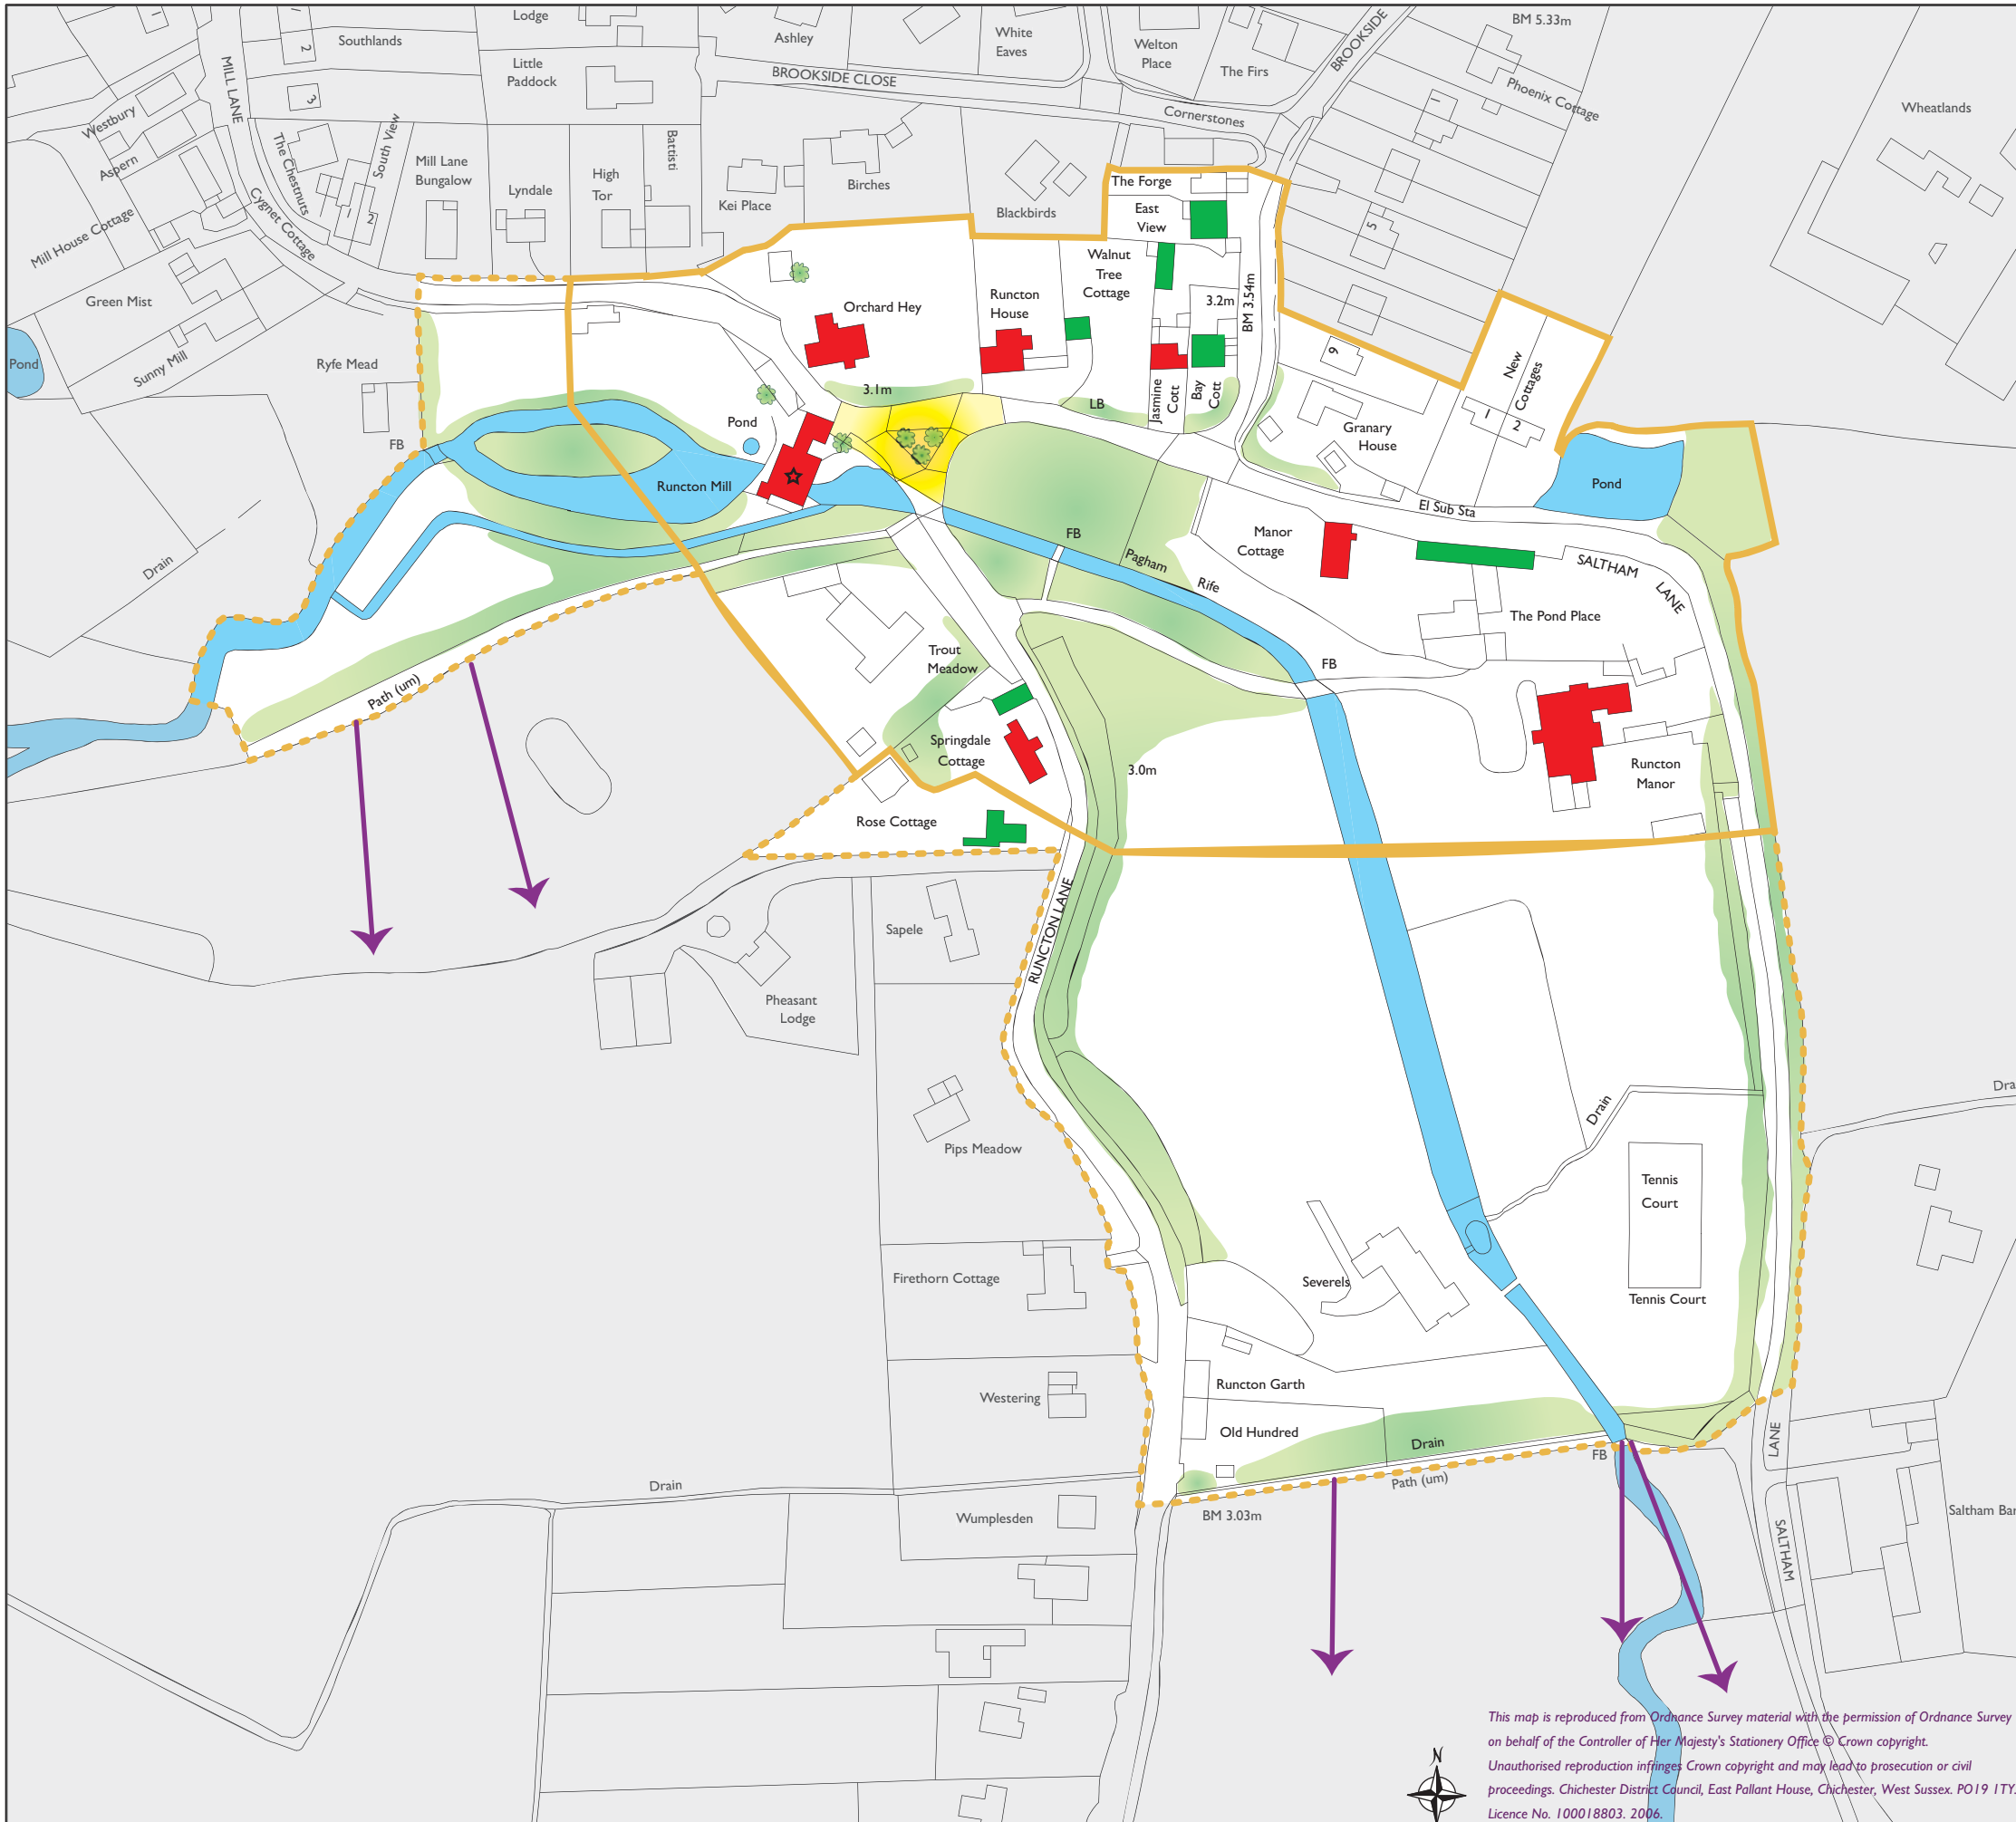 Lodge
BM 5.33m
1
2
Southlands
Ashley
White
Eaves
Welton
Place
BROOKSIDE
MILL LANE
Little
Paddock
BROOKSIDE CLOSE
The Firs
Phoenix Cottage
Wheatlands
3
1
Westbury
Cornerstones
Aspern
The Chestnuts
South View
Mill Lane
Bungalow
Battisti
High
Tor
Lyndale
Birches
Kei Place
The Forge
Blackbirds
East
View
Mill House Cottage
Cygnet Cottage
1
2
5
Walnut
Tree
Cottage
Green Mist
Orchard Hey
Runcton
House
3.2m
BM 3.54m
Pond
Sunny Mill
Ryfe Mead
6
New
Cottages
3.1m
LB
Jasmine
Cott
Bay
Cott
1
2
FB
Pond
Granary
House
Runcton Mill
Pond
El Sub Sta
FB
Manor
Cottage
Drain
Pagham
Rife
SALTHAM
LANE
The Pond Place
Trout
Meadow
FB
Path (um)
Springdale
Cottage
3.0m
Runcton
Manor
Rose Cottage
RUNCTON LANE
Sapele
Pheasant
Lodge
Dra
Drain
Pips Meadow
Tennis
Court
Firethorn Cottage
Severels
Tennis Court
Runcton Garth
Westering
Old Hundred
Drain
LANE
FB
Path (um)
Drain
BM 3.03m
Wumplesden
Saltham Bar
SALTHAM
This map is reproduced from Ordnance Survey material with the permission of Ordnance Survey
on behalf of the Controller of Her Majesty's Stationery Office © Crown copyright.
Unauthorised reproduction infringes Crown copyright and may lead to prosecution or civil
proceedings. Chichester District Council, East Pallant House, Chichester, West Sussex. PO19 1TY.
Licence No. 100018803. 2006.
N